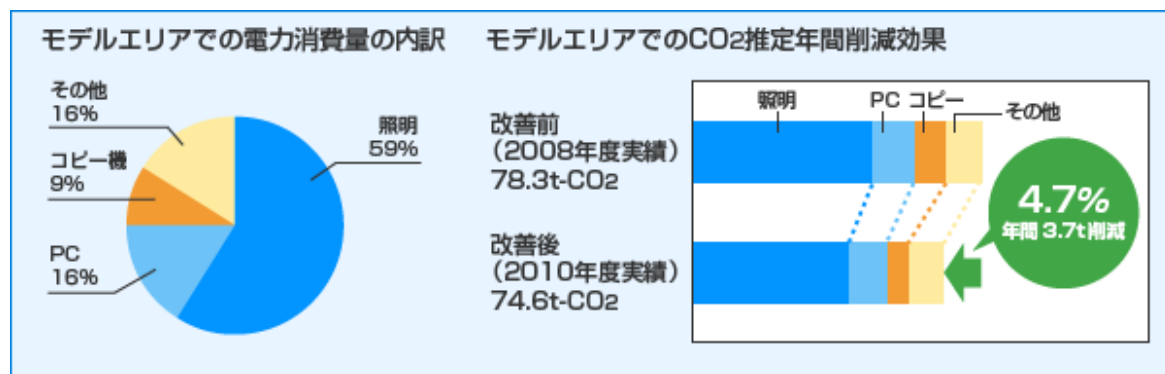 モデルエリアでの電力消費量の内訳
その他
16%
照明
59%
コピー機
9%
PC
16%
モデルエリアでのCO2推定年間削減効果
照明
PC
コピー
その他
改善前
（2008年度実績）
78.3t-CO2
4.7%
年間 3.7t削減
改善後
（2010年度実績）
74.6t-CO2